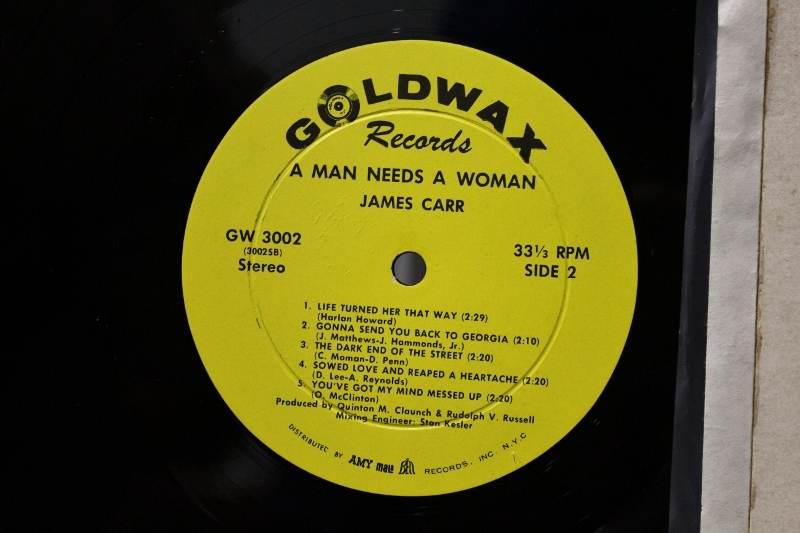 GOLDWAX
Records
A MAN NEEDS A WOMAN
JAMES CARR
GW 3002
(3002SB)
Stereo
33⅓ RPM
SIDE 2
1. LIFE TURNED HER THAT WAY (2:29)
(Harlan Howard)
2. GONNA SEND YOU BACK TO GEORGIA (2:10)
(J. Matthews-J. Hammonds, Jr.)
3. THE DARK END OF THE STREET (2:20)
(C. Moman-D. Penn)
4. SOWED LOVE AND REAPED A HEARTACHE (2:20)
(D. Lee-A. Reynolds)
5. YOU'VE GOT MY MIND MESSED UP (2:20)
(O. McClinton)
Produced by Quinton M. Claunch & Rudolph V. Russell
Mixing Engineer: Stan Kesler
DISTRIBUTED BY AMY mala Bell RECORDS, INC. N.Y.C